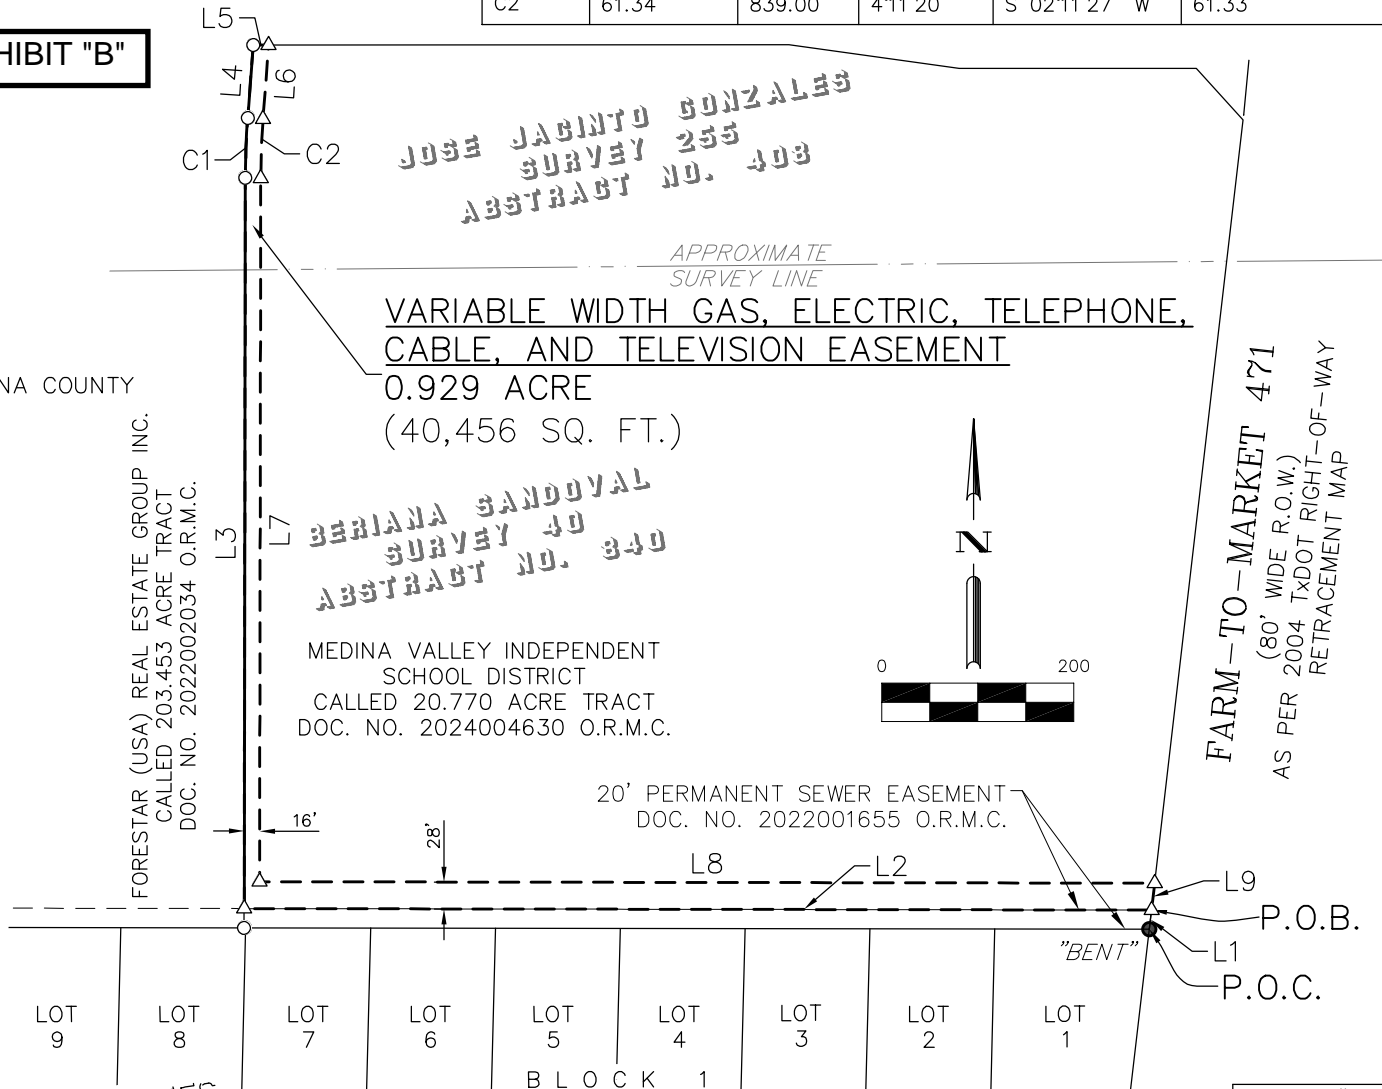 C2 61.34 839.00 4°11'20" S 02°11'27" W 61.33
L5
HIBIT "B"
L4
L6
C1
C2
JOSE JACINTO GONZALES
SURVEY 255
ABSTRACT NO. 408
APPROXIMATE
SURVEY LINE
VARIABLE WIDTH GAS, ELECTRIC, TELEPHONE,
CABLE, AND TELEVISION EASEMENT
0.929 ACRE
(40,456 SQ. FT.)
NA COUNTY
FORESTAR (USA) REAL ESTATE GROUP INC.
CALLED 203.453 ACRE TRACT
DOC. NO. 2022002034 O.R.M.C.
L3
L7
BERIANA SANDOVAL
SURVEY 40
ABSTRACT NO. 840
N
MEDINA VALLEY INDEPENDENT
SCHOOL DISTRICT
CALLED 20.770 ACRE TRACT
DOC. NO. 2024004630 O.R.M.C.
0 200
FARM-TO-MARKET 471
(80' WIDE R.O.W.)
AS PER 2004 TxDOT RIGHT-OF-WAY
RETRACEMENT MAP
20' PERMANENT SEWER EASEMENT
DOC. NO. 2022001655 O.R.M.C.
16'
28'
L8
L2
L9
P.O.B.
"BENT"
L1
P.O.C.
LOT
9
LOT
8
LOT
7
LOT
6
LOT
5
LOT
4
LOT
3
LOT
2
LOT
1
BLOCK 1